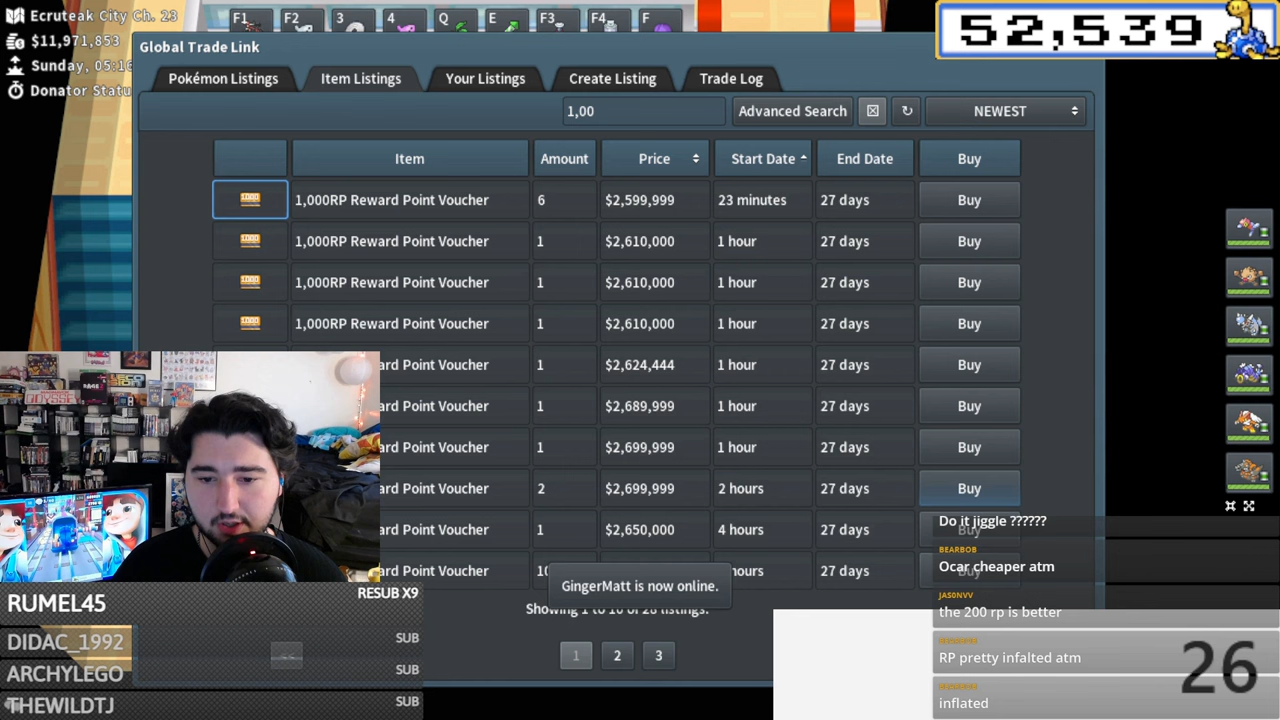 Ecruteak City Ch. 23
$11,971,853
Sunday, 05:16
Donator Statu
F1 F2 3 4 Q E F3 F4 F
52,539
Global Trade Link
Pokémon Listings Item Listings Your Listings Create Listing Trade Log
1,00 Advanced Search NEWEST
Item Amount Price Start Date End Date Buy
1,000RP Reward Point Voucher 6 $2,599,999 23 minutes 27 days Buy
1,000RP Reward Point Voucher 1 $2,610,000 1 hour 27 days Buy
1,000RP Reward Point Voucher 1 $2,610,000 1 hour 27 days Buy
1,000RP Reward Point Voucher 1 $2,610,000 1 hour 27 days Buy
ard Point Voucher 1 $2,624,444 1 hour 27 days Buy
ard Point Voucher 1 $2,689,999 1 hour 27 days Buy
ard Point Voucher 1 $2,699,999 1 hour 27 days Buy
ard Point Voucher 2 $2,699,999 2 hours 27 days Buy
ard Point Voucher 1 $2,650,000 4 hours 27 days Buy
ard Point Voucher 10 hours 27 days Buy
GingerMatt is now online.
Showing 1 to 10 of 28 listings.
<< 1 2 3
RUMEL45 RESUB X9
DIDAC_1992 SUB
ARCHYLEGO SUB
THEWILDTJ SUB
Do it jiggle ??????
BEARBOB
Ocar cheaper atm
JAS0NVV
the 200 rp is better
RP pretty infalted atm
inflated
26